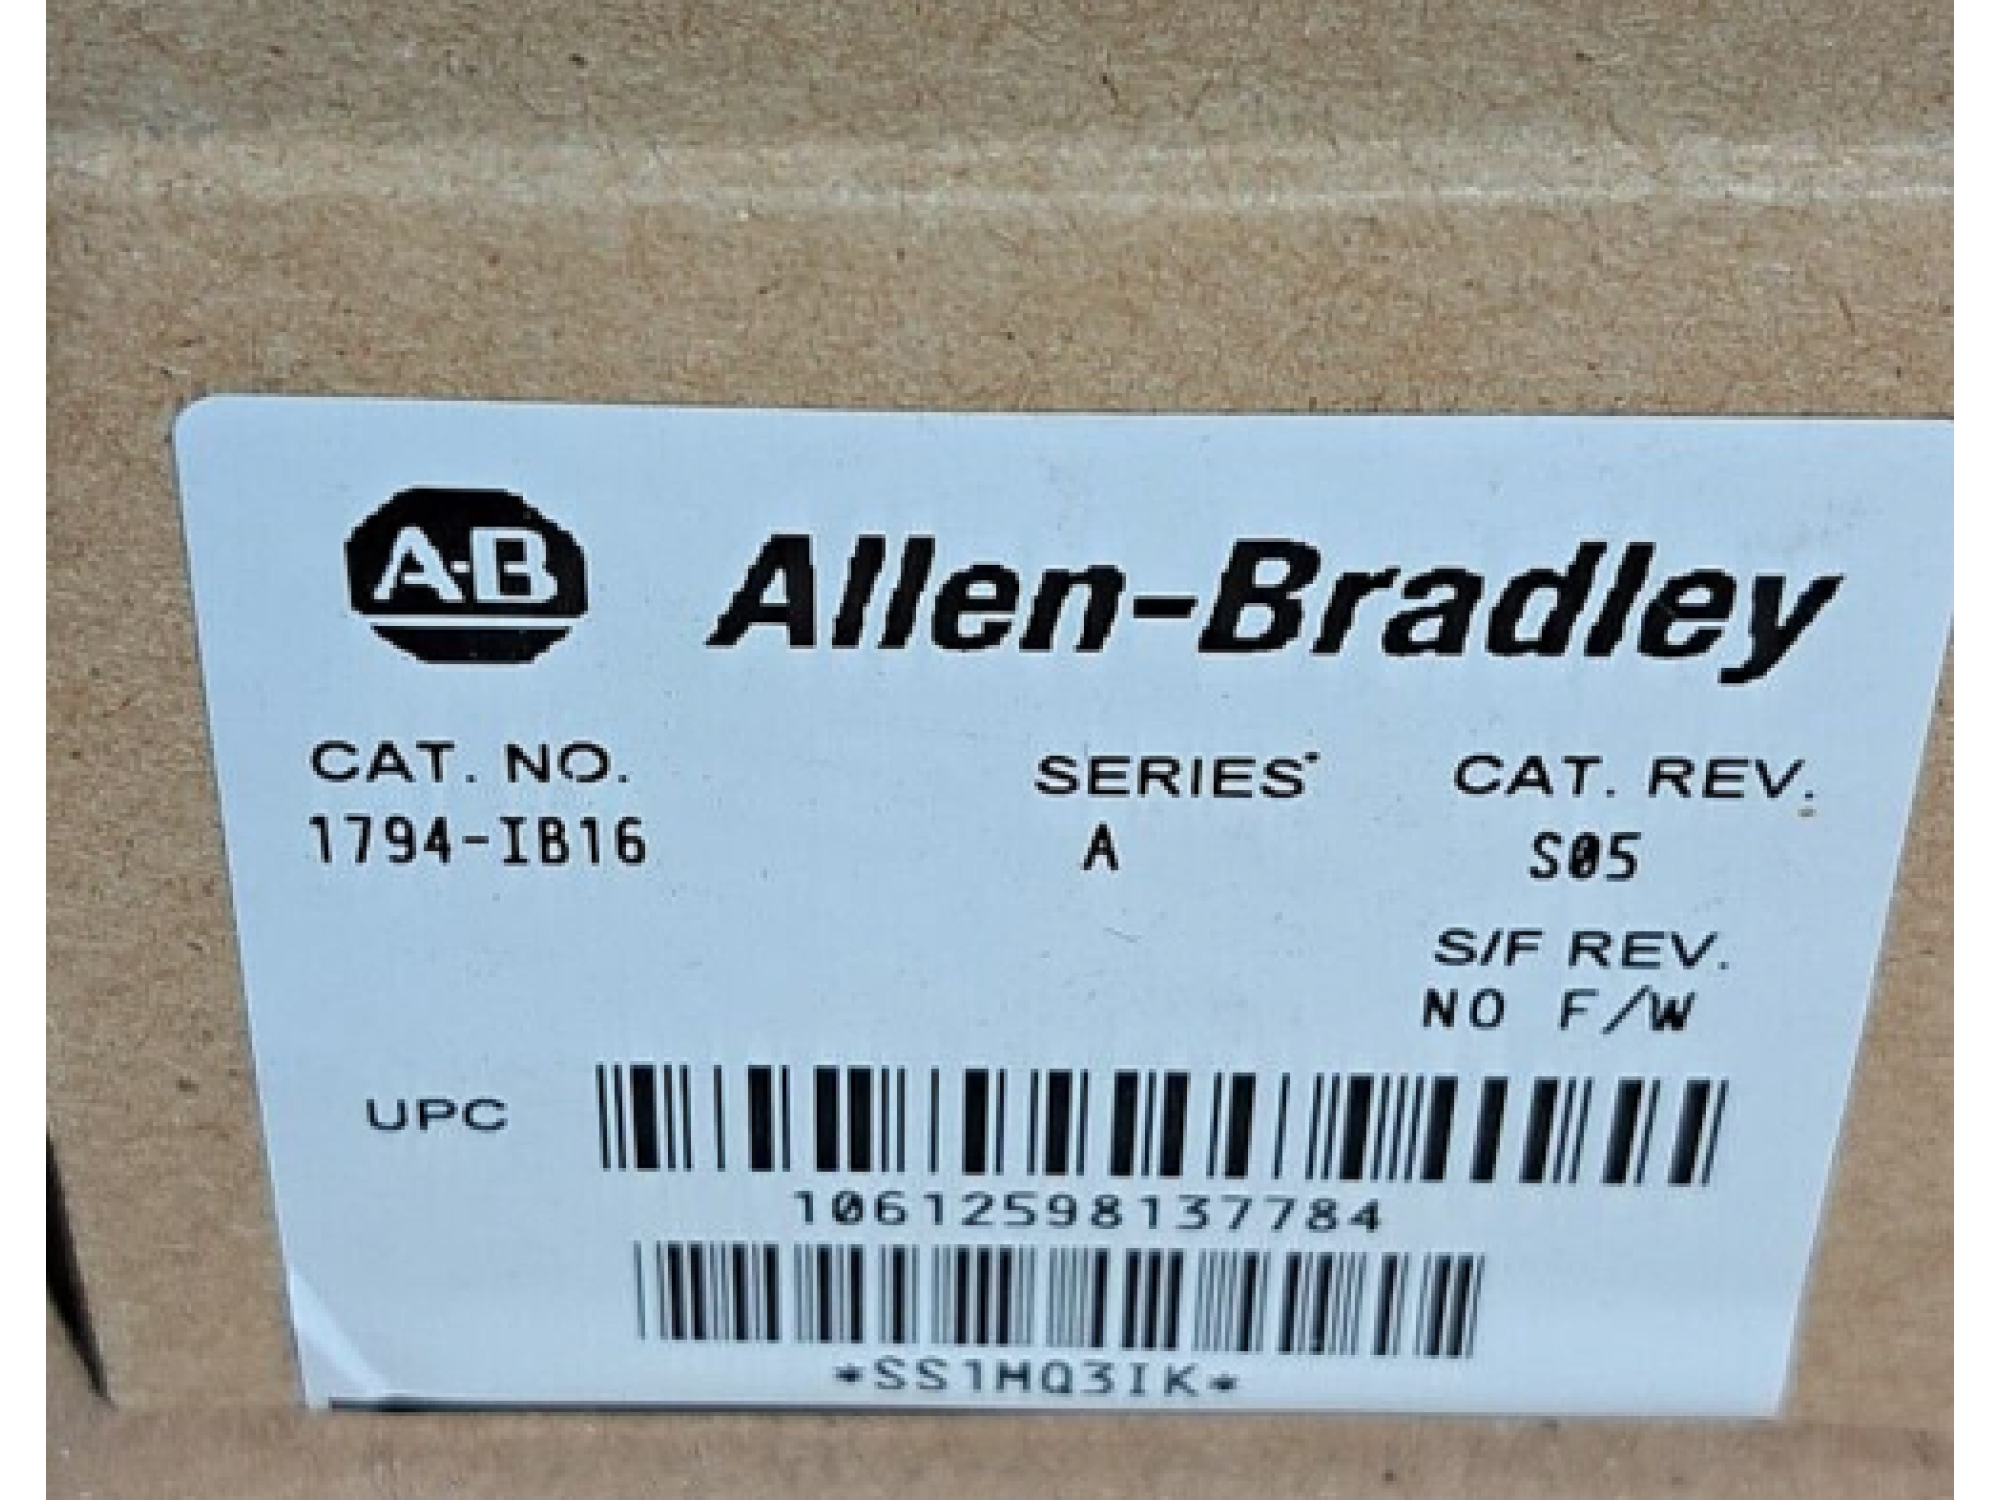 A-B Allen-Bradley
CAT. NO. SERIES CAT. REV.
1794-IB16 A S05
S/F REV.
NO F/W
UPC
10612598137784
*SS1MQ3IK*